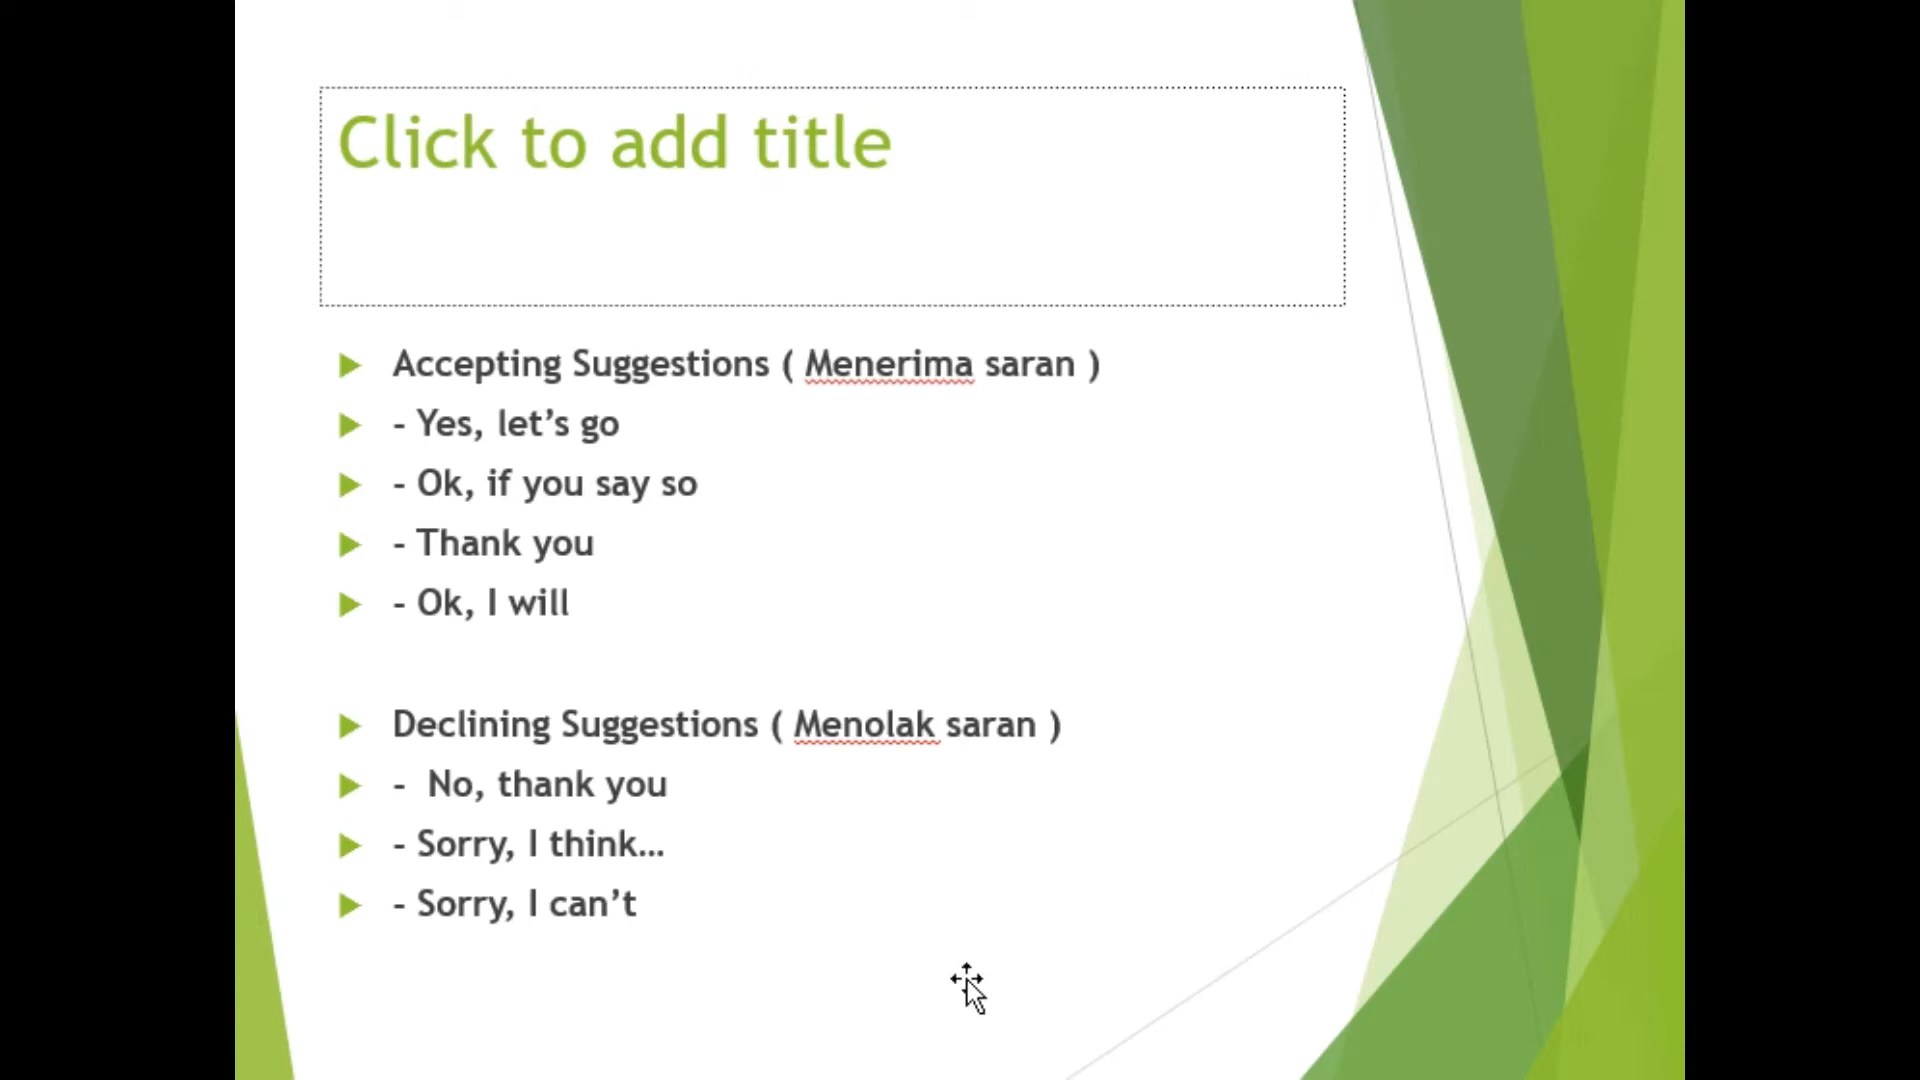 Click to add title
Accepting Suggestions ( Menerima saran )
- Yes, let’s go
- Ok, if you say so
- Thank you
- Ok, I will
Declining Suggestions ( Menolak saran )
-  No, thank you
- Sorry, I think…
- Sorry, I can’t